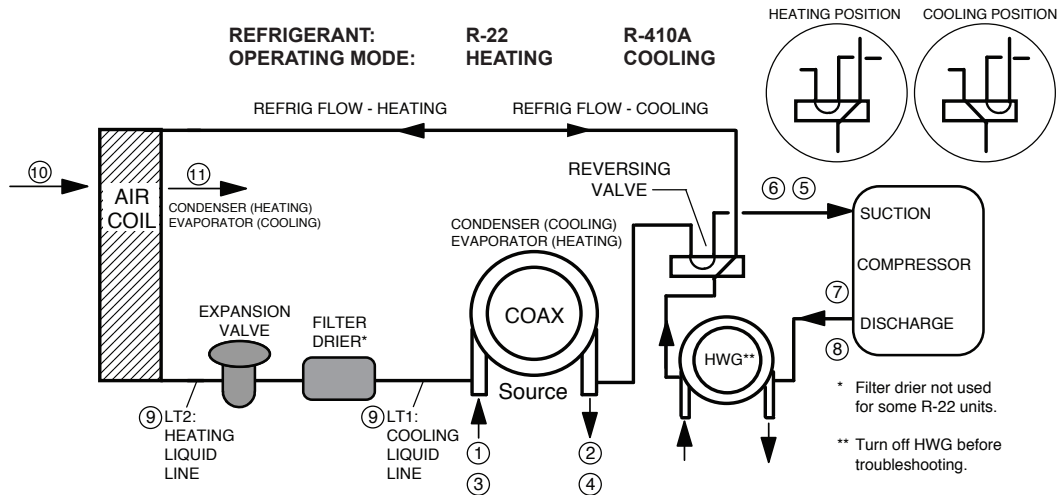 HEATING POSITION COOLING POSITION
REFRIGERANT: R-22 R-410A
OPERATING MODE: HEATING COOLING
REFRIG FLOW - HEATING REFRIG FLOW - COOLING
⑩
AIR
COIL
⑪
CONDENSER (HEATING)
EVAPORATOR (COOLING)
REVERSING
VALVE
⑥ ⑤
CONDENSER (COOLING)
EVAPORATOR (HEATING)
SUCTION
COMPRESSOR
⑦
DISCHARGE
⑧
EXPANSION
VALVE
FILTER
DRIER*
COAX
Source
HWG**
⑨ LT2:
HEATING
LIQUID
LINE
⑨ LT1:
COOLING
LIQUID
LINE
① ②
③ ④
* Filter drier not used
for some R-22 units.
** Turn off HWG before
troubleshooting.